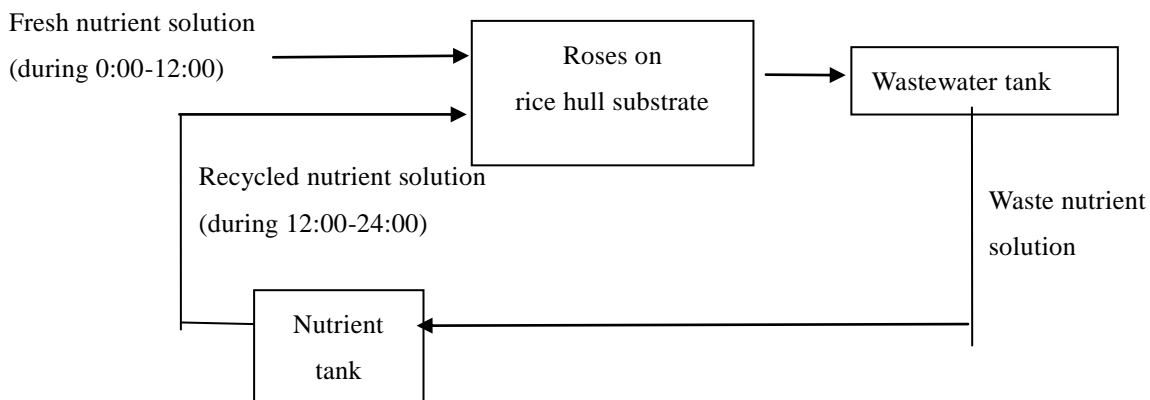 Fresh nutrient solution
(during 0:00-12:00)
Roses on
rice hull substrate
Wastewater tank
Recycled nutrient solution
(during 12:00-24:00)
Waste nutrient
solution
Nutrient
tank